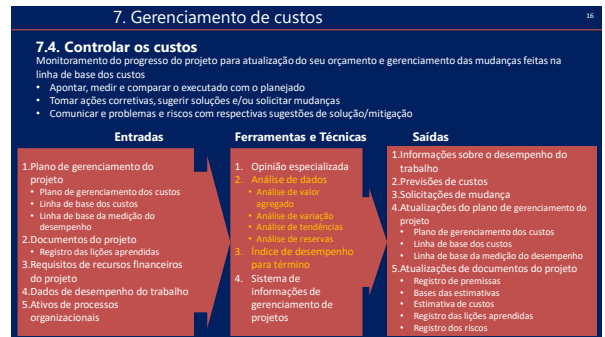 7. Gerenciamento de custos
16
7.4. Controlar os custos
Monitoramento do progresso do projeto para atualização do seu orçamento e gerenciamento das mudanças feitas na
linha de base dos custos
• Apontar, medir e comparar o executado com o planejado
• Tomar ações corretivas, sugerir soluções e/ou solicitar mudanças
• Comunicar e problemas e riscos com respectivas sugestões de solução/mitigação
Entradas
1.Plano de gerenciamento do
projeto
• Plano de gerenciamento dos custos
• Linha de base dos custos
• Linha de base da medição do
desempenho
2.Documentos do projeto
• Registro das lições aprendidas
3.Requisitos de recursos financeiros
do projeto
4.Dados de desempenho do trabalho
5.Ativos de processos
organizacionais
Ferramentas e Técnicas
1. Opinião especializada
2. Análise de dados
• Análise de valor
agregado
• Análise de variação
• Análise de tendências
• Análise de reservas
3. Índice de desempenho
para término
4. Sistema de
informações de
gerenciamento de
projetos
Saídas
1.Informações sobre o desempenho do
trabalho
2.Previsões de custos
3.Solicitações de mudança
4.Atualizações do plano de gerenciamento do
projeto
• Plano de gerenciamento dos custos
• Linha de base dos custos
• Linha de base da medição do desempenho
5.Atualizações de documentos do projeto
• Registro de premissas
• Bases das estimativas
• Estimativa de custos
• Registro das lições aprendidas
• Registro dos riscos